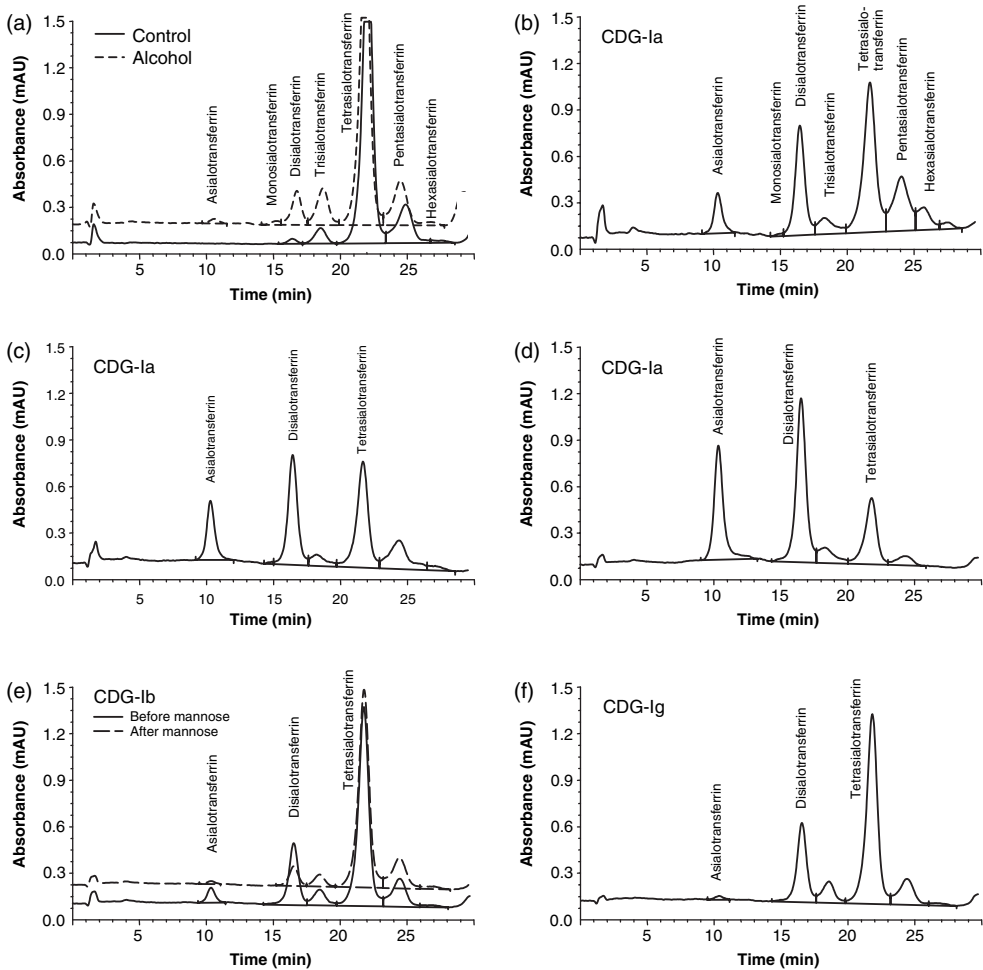 (a)
Control
Alcohol
Asialotransferrin
Monosialotransferrin
Disialotransferrin
Trisialotransferrin
Tetrasialotransferrin
Pentasialotransferrin
Hexasialotransferrin
Absorbance (mAU)
1.5
1.2
0.9
0.6
0.3
0.0
5 10 15 20 25
Time (min)
(b)
CDG-Ia
Asialotransferrin
Monosialotransferrin
Disialotransferrin
Trisialotransferrin
Tetrasialo-
transferrin
Pentasialotransferrin
Hexasialotransferrin
Absorbance (mAU)
1.5
1.2
0.9
0.6
0.3
0.0
5 10 15 20 25
Time (min)
(c)
CDG-Ia
Asialotransferrin
Disialotransferrin
Tetrasialotransferrin
Absorbance (mAU)
1.5
1.2
0.9
0.6
0.3
0.0
5 10 15 20 25
Time (min)
(d)
CDG-Ia
Asialotransferrin
Disialotransferrin
Tetrasialotransferrin
Absorbance (mAU)
1.5
1.2
0.9
0.6
0.3
0.0
5 10 15 20 25
Time (min)
(e)
CDG-Ib
Before mannose
After mannose
Asialotransferrin
Disialotransferrin
Tetrasialotransferrin
Absorbance (mAU)
1.5
1.2
0.9
0.6
0.3
0.0
5 10 15 20 25
Time (min)
(f)
CDG-Ig
Asialotransferrin
Disialotransferrin
Tetrasialotransferrin
Absorbance (mAU)
1.5
1.2
0.9
0.6
0.3
0.0
5 10 15 20 25
Time (min)